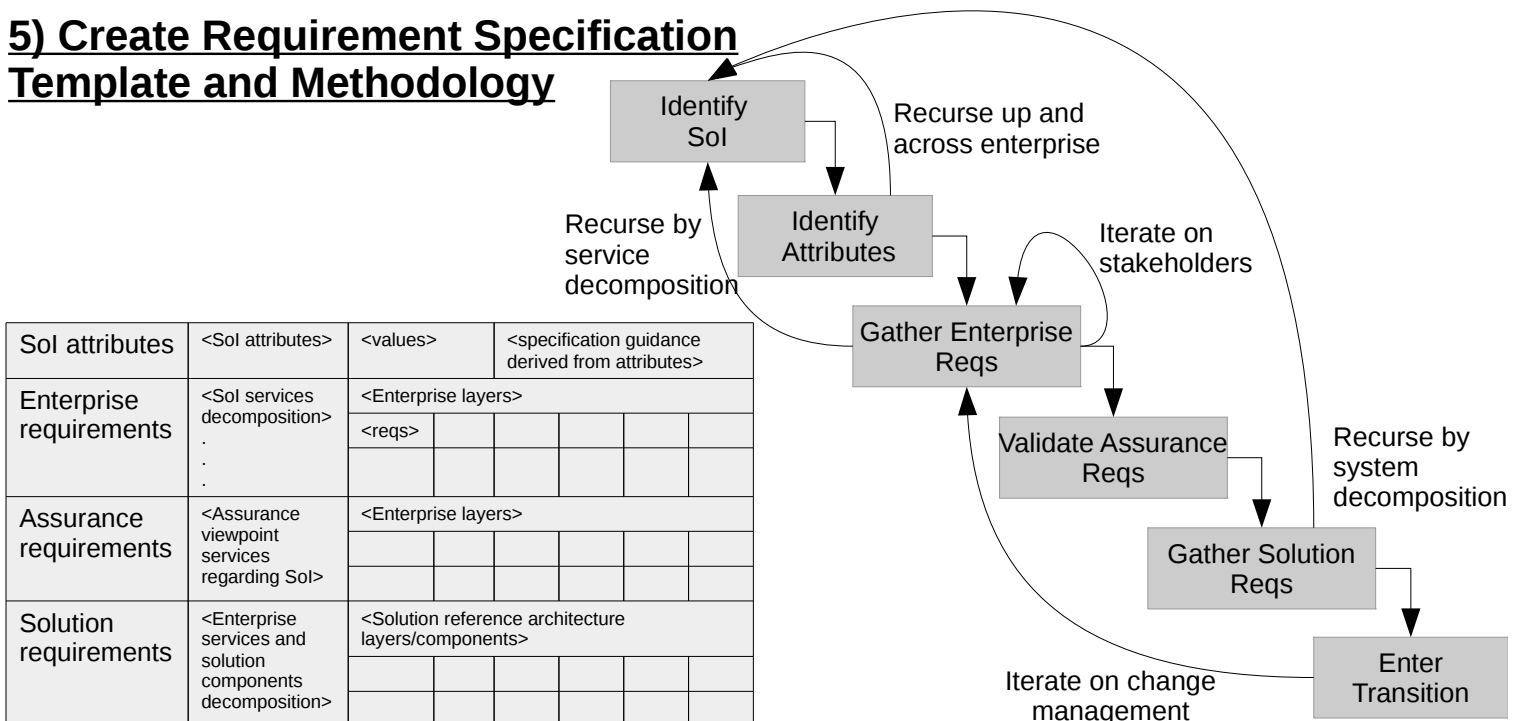 5) Create Requirement Specification
Template and Methodology
Identify
SoI
Recurse up and
across enterprise
Identify
Attributes
Recurse by
service
decomposition
Iterate on
stakeholders
Gather Enterprise
Reqs
Validate Assurance
Reqs
Recurse by
system
decomposition
Gather Solution
Reqs
Enter
Transition
Iterate on change
management
SoI attributes
<SoI attributes>
<values>
<specification guidance
derived from attributes>
Enterprise
requirements
<SoI services
decomposition>
.
.
.
<Enterprise layers>
<reqs>
Assurance
requirements
<Assurance
viewpoint
services
regarding SoI>
<Enterprise layers>
Solution
requirements
<Enterprise
services and
solution
components
decomposition>
<Solution reference architecture
layers/components>